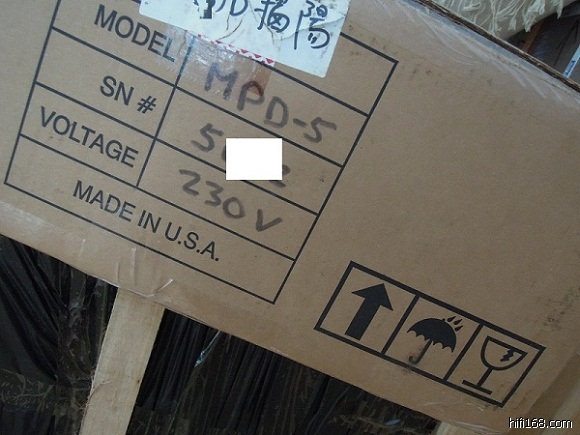 MODEL MPD-5
SN #
VOLTAGE 230V
MADE IN U.S.A.
hifi168.com